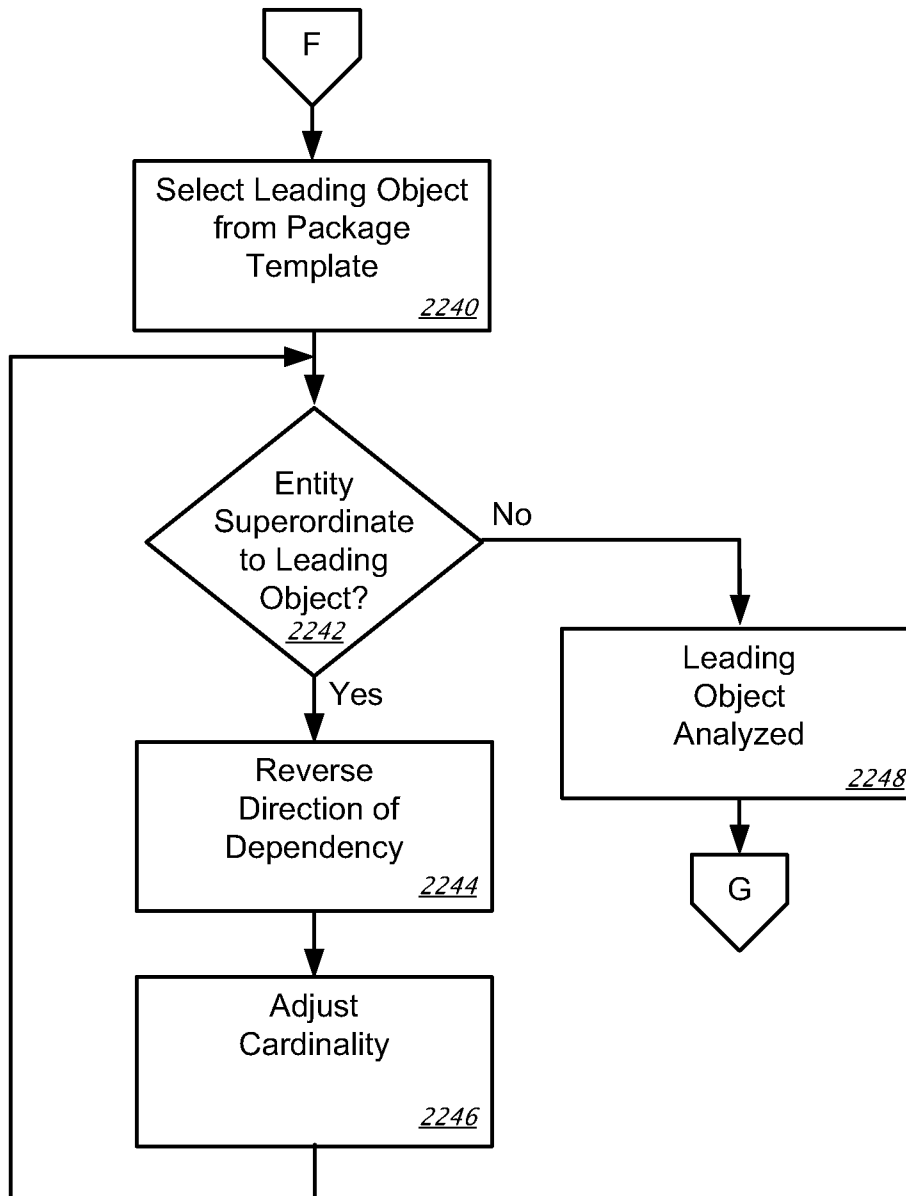 F
Select Leading Object
from Package
Template
2240
Entity
Superordinate
to Leading
Object?
2242
No
Yes
Leading
Object
Analyzed
2248
Reverse
Direction of
Dependency
2244
G
Adjust
Cardinality
2246